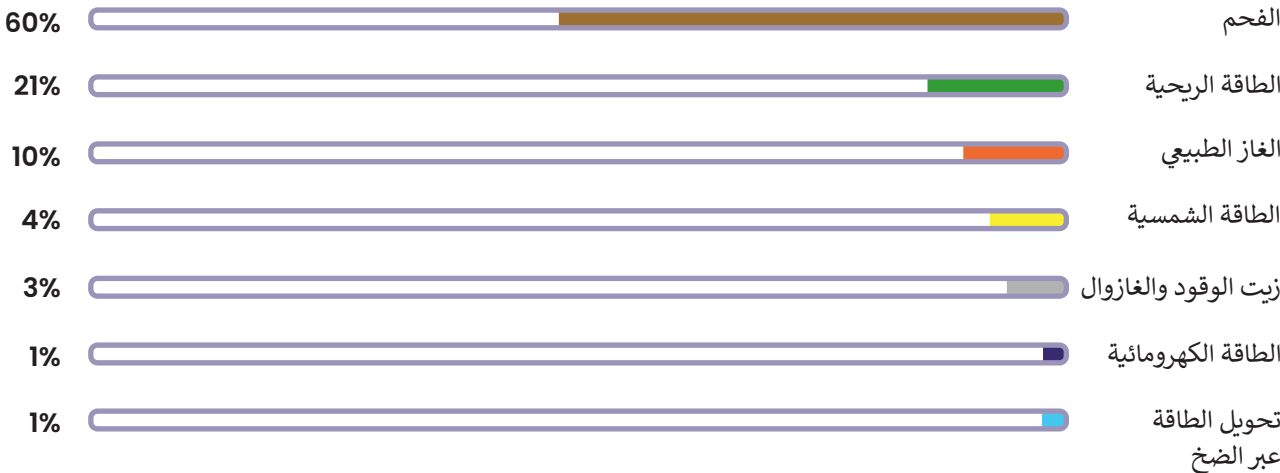 الفحم 60%
الطاقة الريحية 21%
الغاز الطبيعي 10%
الطاقة الشمسية 4%
زيت الوقود والغازوال 3%
الطاقة الكهرومائية 1%
تحويل الطاقة 1%
عبر الضخ